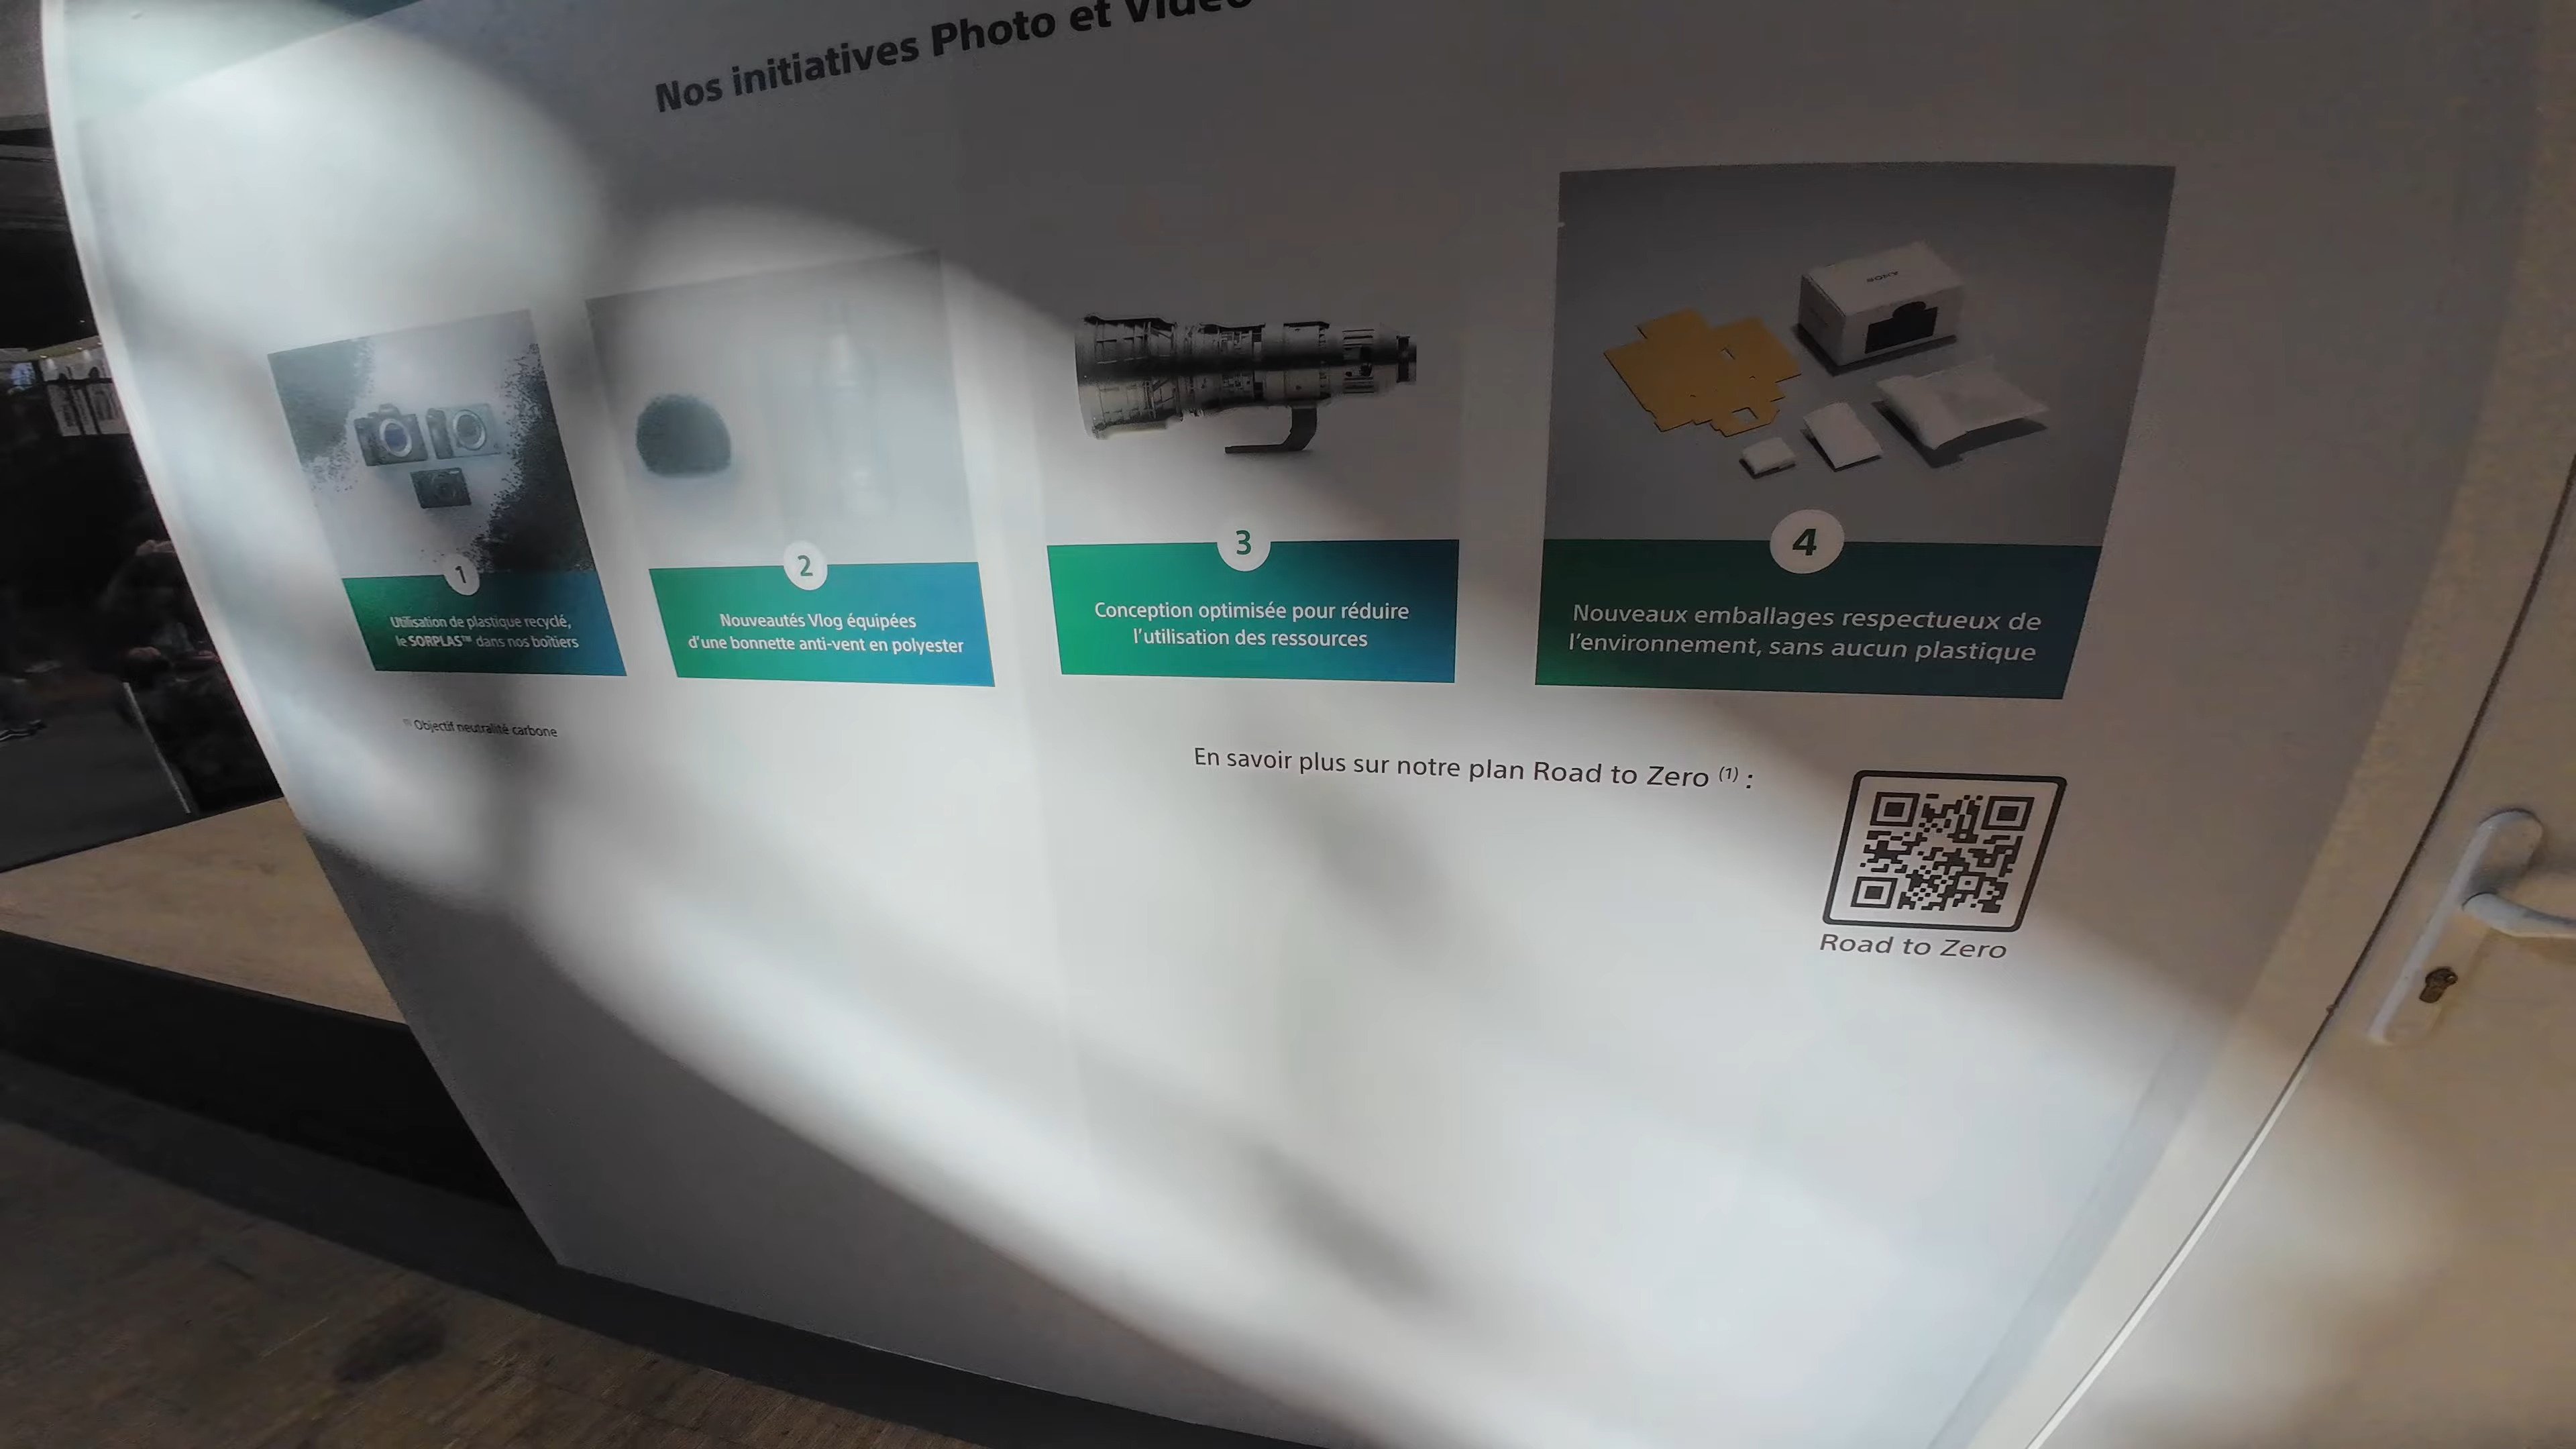 Nos initiatives Photo et Vidéo
SONY
1
Utilisation de plastique recyclé,
le SORPLAS™ dans nos boîtiers
2
Nouveautés Vlog équipées
d'une bonnette anti-vent en polyester
3
Conception optimisée pour réduire
l'utilisation des ressources
4
Nouveaux emballages respectueux de
l'environnement, sans aucun plastique
(1) Objectif neutralité carbone
En savoir plus sur notre plan Road to Zero (1) :
Road to Zero